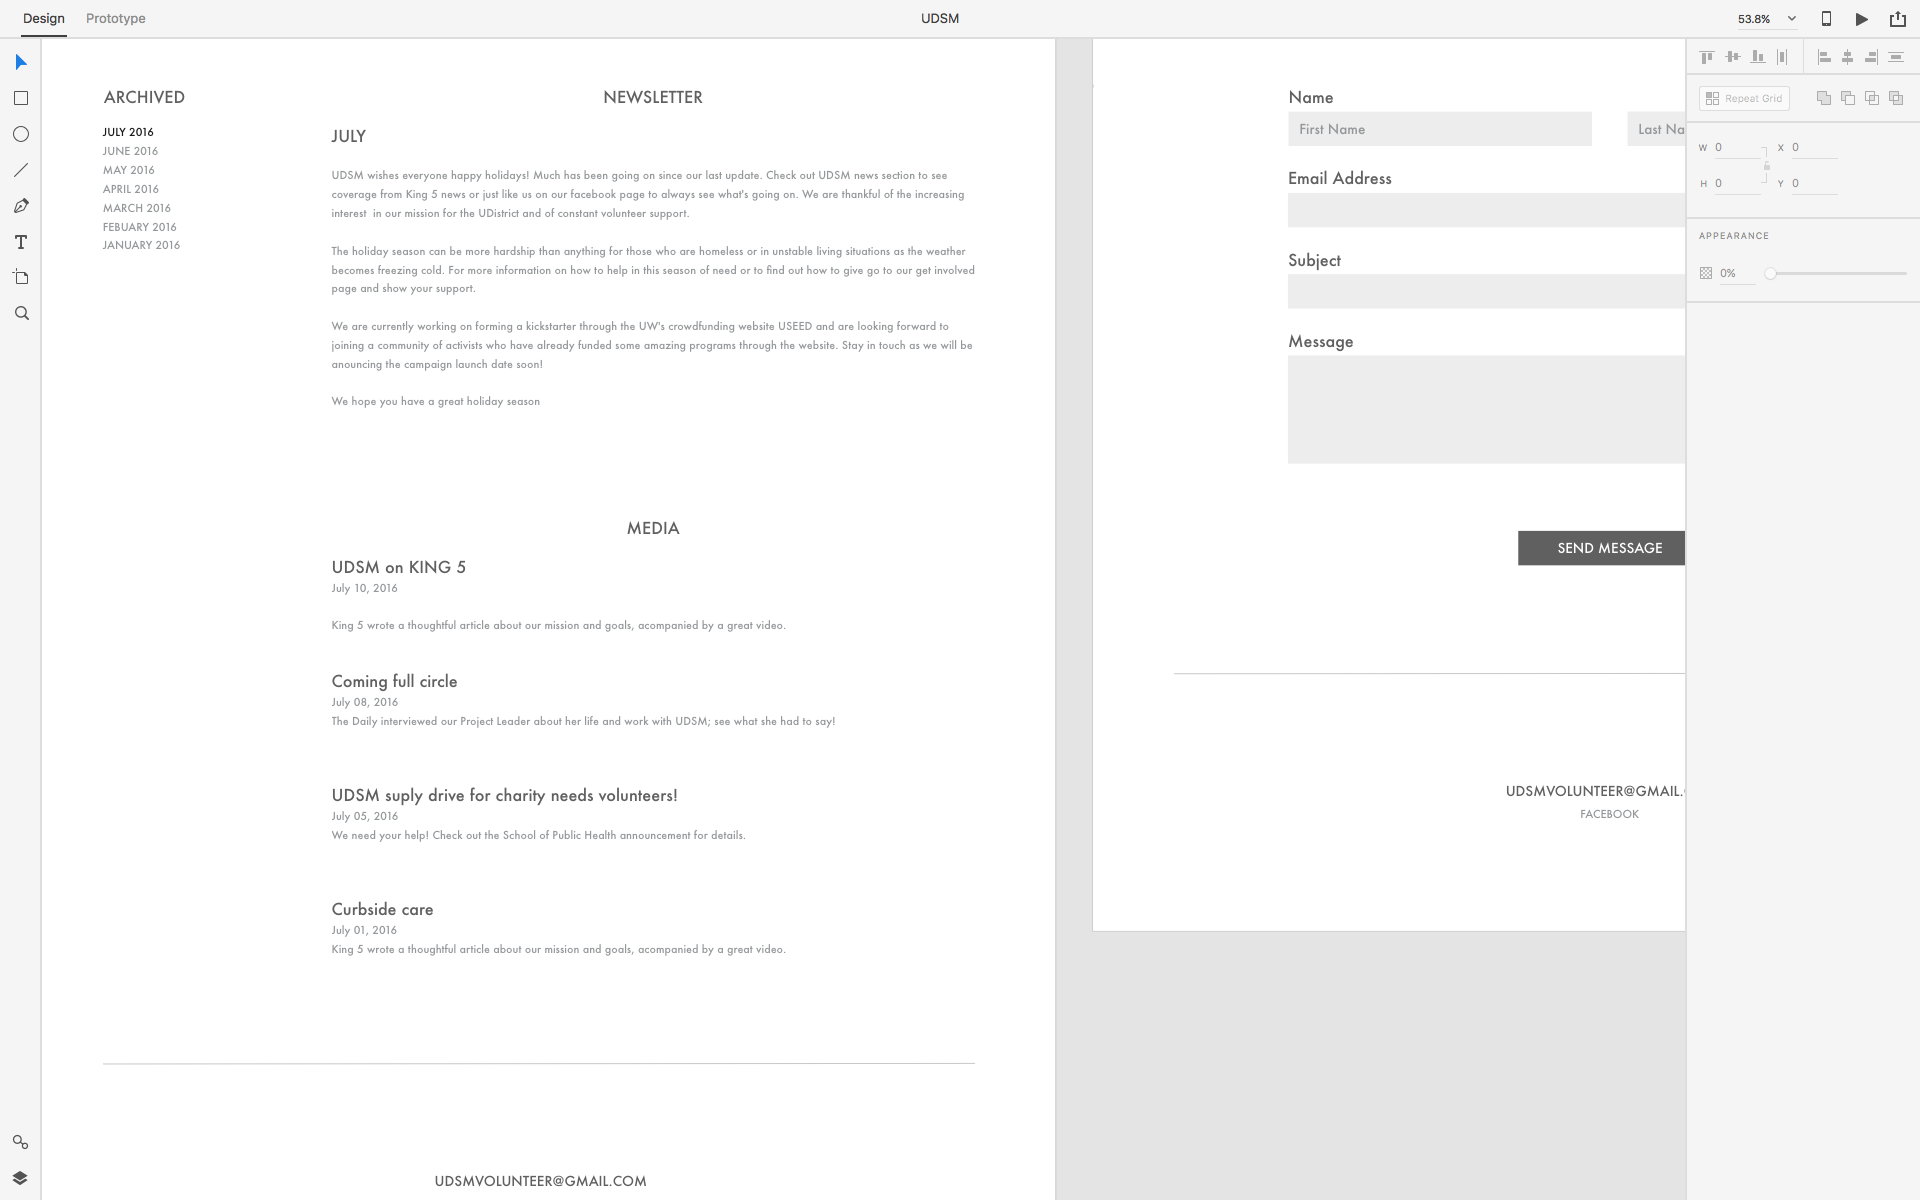 Design Prototype UDSM 53.8%
ARCHIVED
JULY 2016
JUNE 2016
MAY 2016
APRIL 2016
MARCH 2016
FEBUARY 2016
JANUARY 2016
NEWSLETTER
JULY
UDSM wishes everyone happy holidays! Much has been going on since our last update. Check out UDSM news section to see
coverage from King 5 news or just like us on our facebook page to always see what's going on. We are thankful of the increasing
interest in our mission for the UDistrict and of constant volunteer support.
The holiday season can be more hardship than anything for those who are homeless or in unstable living situations as the weather
becomes freezing cold. For more information on how to help in this season of need or to find out how to give go to our get involved
page and show your support.
We are currently working on forming a kickstarter through the UW's crowdfunding website USEED and are looking forward to
joining a community of activists who have already funded some amazing programs through the website. Stay in touch as we will be
anouncing the campaign launch date soon!
We hope you have a great holiday season
MEDIA
UDSM on KING 5
July 10, 2016
King 5 wrote a thoughtful article about our mission and goals, acompanied by a great video.
Coming full circle
July 08, 2016
The Daily interviewed our Project Leader about her life and work with UDSM; see what she had to say!
UDSM suply drive for charity needs volunteers!
July 05, 2016
We need your help! Check out the School of Public Health announcement for details.
Curbside care
July 01, 2016
King 5 wrote a thoughtful article about our mission and goals, acompanied by a great video.
UDSMVOLUNTEER@GMAIL.COM
Name
First Name Last Na
Email Address
Subject
Message
SEND MESSAGE
UDSMVOLUNTEER@GMAIL.
FACEBOOK
Repeat Grid
W 0 X 0
H 0 Y 0
APPEARANCE
0%